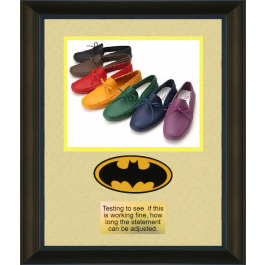 Testing to see if this
is working fine, how
long the statement
can be adjusted.